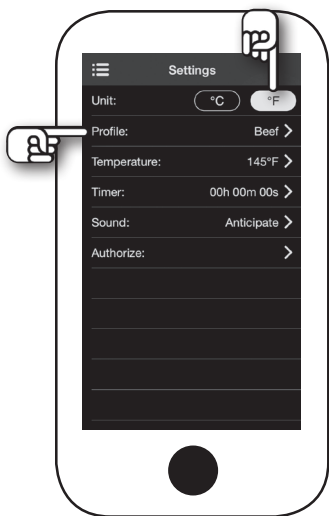 Settings
Unit: °C °F
Profile: Beef
Temperature: 145°F
Timer: 00h 00m 00s
Sound: Anticipate
Authorize: